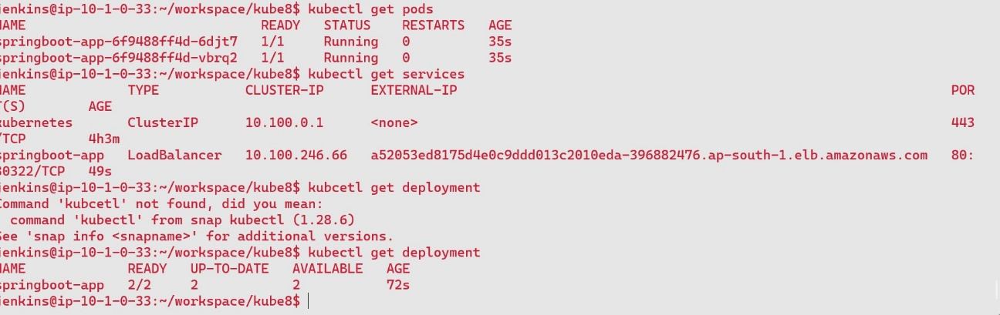 jenkins@ip-10-1-0-33:~/workspace/kube8$ kubectl get pods
NAME                              READY   STATUS    RESTARTS   AGE
springboot-app-6f9488ff4d-6djt7   1/1     Running   0          35s
springboot-app-6f9488ff4d-vbrq2   1/1     Running   0          35s
jenkins@ip-10-1-0-33:~/workspace/kube8$ kubectl get services
NAME             TYPE           CLUSTER-IP      EXTERNAL-IP                                                                POR
T(S)        AGE
kubernetes       ClusterIP      10.100.0.1      <none>                                                                     443
/TCP        4h3m
springboot-app   LoadBalancer   10.100.246.66   a52053ed8175d4e0c9ddd013c2010eda-396882476.ap-south-1.elb.amazonaws.com   80:
30322/TCP   49s
jenkins@ip-10-1-0-33:~/workspace/kube8$ kubcetl get deployment
Command 'kubcetl' not found, did you mean:
  command 'kubectl' from snap kubectl (1.28.6)
See 'snap info <snapname>' for additional versions.
jenkins@ip-10-1-0-33:~/workspace/kube8$ kubectl get deployment
NAME             READY   UP-TO-DATE   AVAILABLE   AGE
springboot-app   2/2     2            2           72s
jenkins@ip-10-1-0-33:~/workspace/kube8$